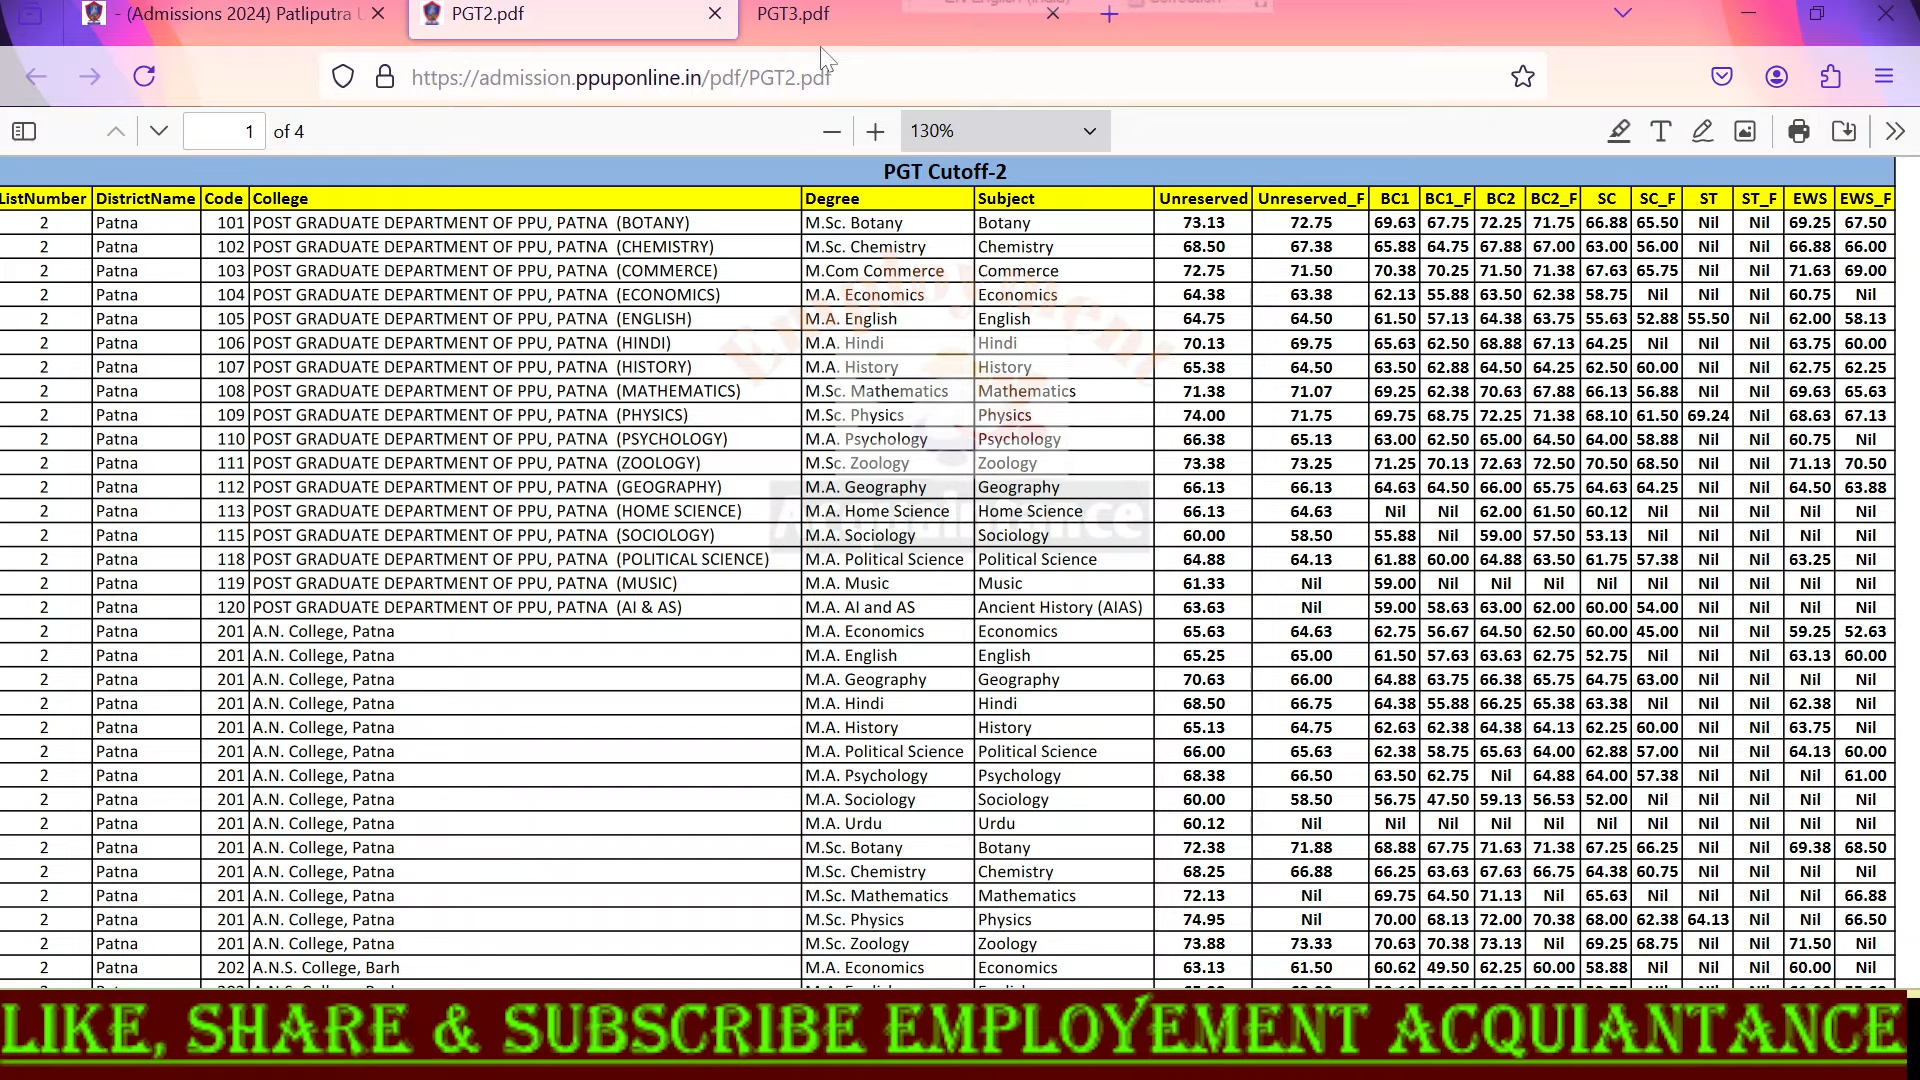 - (Admissions 2024) Patliputra U
PGT2.pdf
PGT3.pdf
https://admission.ppuponline.in/pdf/PGT2.pdf
1 of 4
130%
PGT Cutoff-2
ListNumber DistrictName Code College Degree Subject Unreserved Unreserved_F BC1 BC1_F BC2 BC2_F SC SC_F ST ST_F EWS EWS_F
2 Patna 101 POST GRADUATE DEPARTMENT OF PPU, PATNA (BOTANY) M.Sc. Botany Botany 73.13 72.75 69.63 67.75 72.25 71.75 66.88 65.50 Nil Nil 69.25 67.50
2 Patna 102 POST GRADUATE DEPARTMENT OF PPU, PATNA (CHEMISTRY) M.Sc. Chemistry Chemistry 68.50 67.38 65.88 64.75 67.88 67.00 63.00 56.00 Nil Nil 66.88 66.00
2 Patna 103 POST GRADUATE DEPARTMENT OF PPU, PATNA (COMMERCE) M.Com Commerce Commerce 72.75 71.50 70.38 70.25 71.50 71.38 67.63 65.75 Nil Nil 71.63 69.00
2 Patna 104 POST GRADUATE DEPARTMENT OF PPU, PATNA (ECONOMICS) M.A. Economics Economics 64.38 63.38 62.13 55.88 63.50 62.38 58.75 Nil Nil Nil 60.75 Nil
2 Patna 105 POST GRADUATE DEPARTMENT OF PPU, PATNA (ENGLISH) M.A. English English 64.75 64.50 61.50 57.13 64.38 63.75 55.63 52.88 55.50 Nil 62.00 58.13
2 Patna 106 POST GRADUATE DEPARTMENT OF PPU, PATNA (HINDI) M.A. Hindi Hindi 70.13 69.75 65.63 62.50 68.88 67.13 64.25 Nil Nil Nil 63.75 60.00
2 Patna 107 POST GRADUATE DEPARTMENT OF PPU, PATNA (HISTORY) M.A. History History 65.38 64.50 63.50 62.88 64.50 64.25 62.50 60.00 Nil Nil 62.75 62.25
2 Patna 108 POST GRADUATE DEPARTMENT OF PPU, PATNA (MATHEMATICS) M.Sc. Mathematics Mathematics 71.38 71.07 69.25 62.38 70.63 67.88 66.13 56.88 Nil Nil 69.63 65.63
2 Patna 109 POST GRADUATE DEPARTMENT OF PPU, PATNA (PHYSICS) M.Sc. Physics Physics 74.00 71.75 69.75 68.75 72.25 71.38 68.10 61.50 69.24 Nil 68.63 67.13
2 Patna 110 POST GRADUATE DEPARTMENT OF PPU, PATNA (PSYCHOLOGY) M.A. Psychology Psychology 66.38 65.13 63.00 62.50 65.00 64.50 64.00 58.88 Nil Nil 60.75 Nil
2 Patna 111 POST GRADUATE DEPARTMENT OF PPU, PATNA (ZOOLOGY) M.Sc. Zoology Zoology 73.38 73.25 71.25 70.13 72.63 72.50 70.50 68.50 Nil Nil 71.13 70.50
2 Patna 112 POST GRADUATE DEPARTMENT OF PPU, PATNA (GEOGRAPHY) M.A. Geography Geography 66.13 66.13 64.63 64.50 66.00 65.75 64.63 64.25 Nil Nil 64.50 63.88
2 Patna 113 POST GRADUATE DEPARTMENT OF PPU, PATNA (HOME SCIENCE) M.A. Home Science Home Science 66.13 64.63 Nil Nil 62.00 61.50 60.12 Nil Nil Nil Nil Nil
2 Patna 115 POST GRADUATE DEPARTMENT OF PPU, PATNA (SOCIOLOGY) M.A. Sociology Sociology 60.00 58.50 55.88 Nil 59.00 57.50 53.13 Nil Nil Nil Nil Nil
2 Patna 118 POST GRADUATE DEPARTMENT OF PPU, PATNA (POLITICAL SCIENCE) M.A. Political Science Political Science 64.88 64.13 61.88 60.00 64.88 63.50 61.75 57.38 Nil Nil 63.25 Nil
2 Patna 119 POST GRADUATE DEPARTMENT OF PPU, PATNA (MUSIC) M.A. Music Music 61.33 Nil 59.00 Nil Nil Nil Nil Nil Nil Nil Nil Nil
2 Patna 120 POST GRADUATE DEPARTMENT OF PPU, PATNA (AI & AS) M.A. AI and AS Ancient History (AIAS) 63.63 Nil 59.00 58.63 63.00 62.00 60.00 54.00 Nil Nil Nil Nil
2 Patna 201 A.N. College, Patna M.A. Economics Economics 65.63 64.63 62.75 56.67 64.50 62.50 60.00 45.00 Nil Nil 59.25 52.63
2 Patna 201 A.N. College, Patna M.A. English English 65.25 65.00 61.50 57.63 63.63 62.75 52.75 Nil Nil Nil 63.13 60.00
2 Patna 201 A.N. College, Patna M.A. Geography Geography 70.63 66.00 64.88 63.75 66.38 65.75 64.75 63.00 Nil Nil Nil Nil
2 Patna 201 A.N. College, Patna M.A. Hindi Hindi 68.50 66.75 64.38 55.88 66.25 65.38 63.38 Nil Nil Nil 62.38 Nil
2 Patna 201 A.N. College, Patna M.A. History History 65.13 64.75 62.63 62.38 64.38 64.13 62.25 60.00 Nil Nil 63.75 Nil
2 Patna 201 A.N. College, Patna M.A. Political Science Political Science 66.00 65.63 62.38 58.75 65.63 64.00 62.88 57.00 Nil Nil 64.13 60.00
2 Patna 201 A.N. College, Patna M.A. Psychology Psychology 68.38 66.50 63.50 62.75 Nil 64.88 64.00 57.38 Nil Nil Nil 61.00
2 Patna 201 A.N. College, Patna M.A. Sociology Sociology 60.00 58.50 56.75 47.50 59.13 56.53 52.00 Nil Nil Nil Nil Nil
2 Patna 201 A.N. College, Patna M.A. Urdu Urdu 60.12 Nil Nil Nil Nil Nil Nil Nil Nil Nil Nil Nil
2 Patna 201 A.N. College, Patna M.Sc. Botany Botany 72.38 71.88 68.88 67.75 71.63 71.38 67.25 66.25 Nil Nil 69.38 68.50
2 Patna 201 A.N. College, Patna M.Sc. Chemistry Chemistry 68.25 66.88 66.25 63.63 67.63 66.75 64.38 60.75 Nil Nil Nil Nil
2 Patna 201 A.N. College, Patna M.Sc. Mathematics Mathematics 72.13 Nil 69.75 64.50 71.13 Nil 65.63 Nil Nil Nil Nil 66.88
2 Patna 201 A.N. College, Patna M.Sc. Physics Physics 74.95 Nil 70.00 68.13 72.00 70.38 68.00 62.38 64.13 Nil Nil 66.50
2 Patna 201 A.N. College, Patna M.Sc. Zoology Zoology 73.88 73.33 70.63 70.38 73.13 Nil 69.25 68.75 Nil Nil 71.50 Nil
2 Patna 202 A.N.S. College, Barh M.A. Economics Economics 63.13 61.50 60.62 49.50 62.25 60.00 58.88 Nil Nil Nil 60.00 Nil
Employment
Acquaintance
LIKE, SHARE & SUBSCRIBE EMPLOYEMENT ACQUIANTANCE